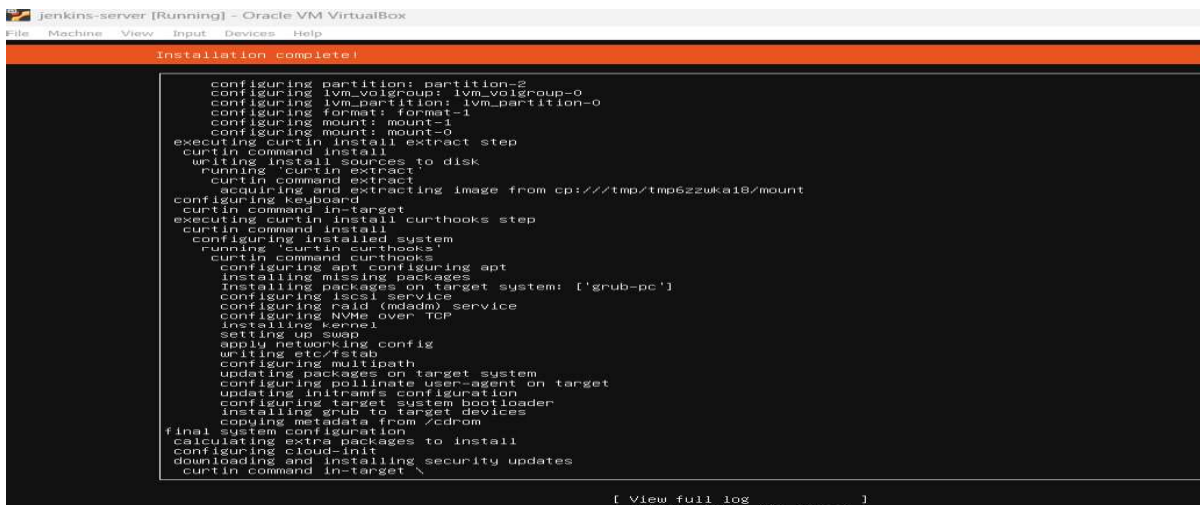 jenkins-server [Running] - Oracle VM VirtualBox
File Machine View Input Devices Help
Installation complete!
configuring partition: partition-2
configuring lvm_volgroup: lvm_volgroup-0
configuring lvm_partition: lvm_partition-0
configuring format: format-1
configuring mount: mount-1
configuring mount: mount-0
executing curtin install extract step
curtin command install
writing install sources to disk
running 'curtin extract'
curtin command extract
acquiring and extracting image from cp:///tmp/tmp6zzwka18/mount
configuring keyboard
curtin command in-target
executing curtin install curthooks step
curtin command install
configuring installed system
running 'curtin curthooks'
curtin command curthooks
configuring apt configuring apt
installing missing packages
Installing packages on target system: ['grub-pc']
configuring iscsi service
configuring raid (mdadm) service
configuring NVMe over TCP
installing kernel
setting up swap
apply networking config
writing etc/fstab
configuring multipath
updating packages on target system
configuring pollinate user-agent on target
updating initramfs configuration
configuring target system bootloader
installing grub to target devices
copying metadata from /cdrom
final system configuration
calculating extra packages to install
configuring cloud-init
downloading and installing security updates
curtin command in-target \
[ View full log ]